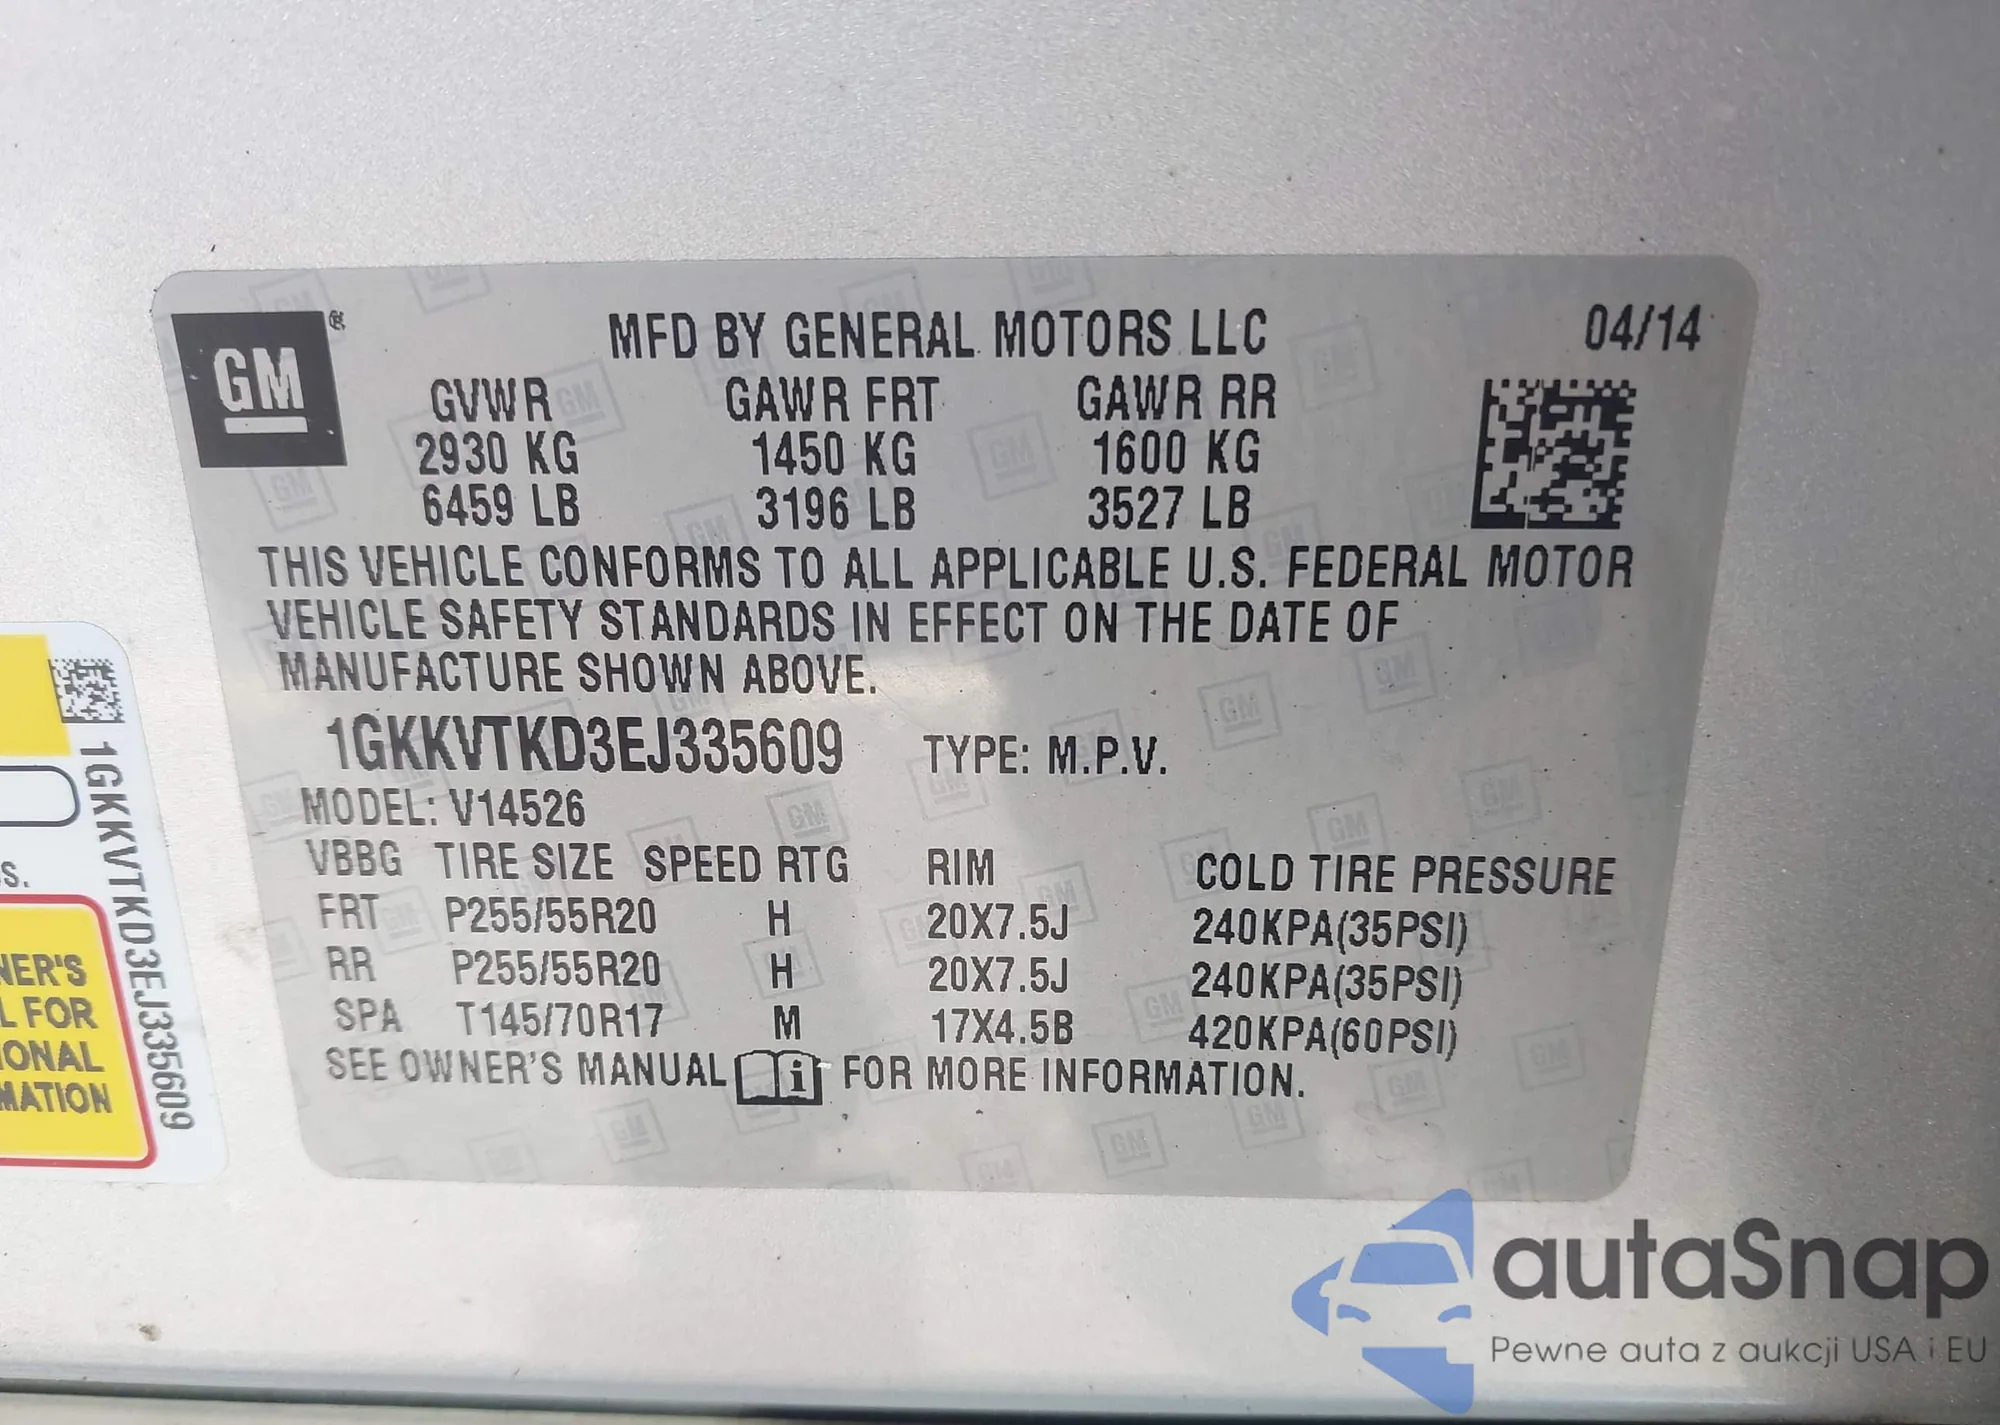 GM
®
MFD BY GENERAL MOTORS LLC
04/14
GVWR GAWR FRT GAWR RR
2930 KG 1450 KG 1600 KG
6459 LB 3196 LB 3527 LB
THIS VEHICLE CONFORMS TO ALL APPLICABLE U.S. FEDERAL MOTOR
VEHICLE SAFETY STANDARDS IN EFFECT ON THE DATE OF
MANUFACTURE SHOWN ABOVE.
1GKKVTKD3EJ335609 TYPE: M.P.V.
MODEL: V14526
VBBG TIRE SIZE SPEED RTG RIM COLD TIRE PRESSURE
FRT P255/55R20 H 20X7.5J 240KPA(35PSI)
RR P255/55R20 H 20X7.5J 240KPA(35PSI)
SPA T145/70R17 M 17X4.5B 420KPA(60PSI)
SEE OWNER'S MANUAL i FOR MORE INFORMATION.
1GKKVTKD3EJ335609
S.
NER'S
L FOR
IONAL
MATION
autaSnap
Pewne auta z aukcji USA i EU